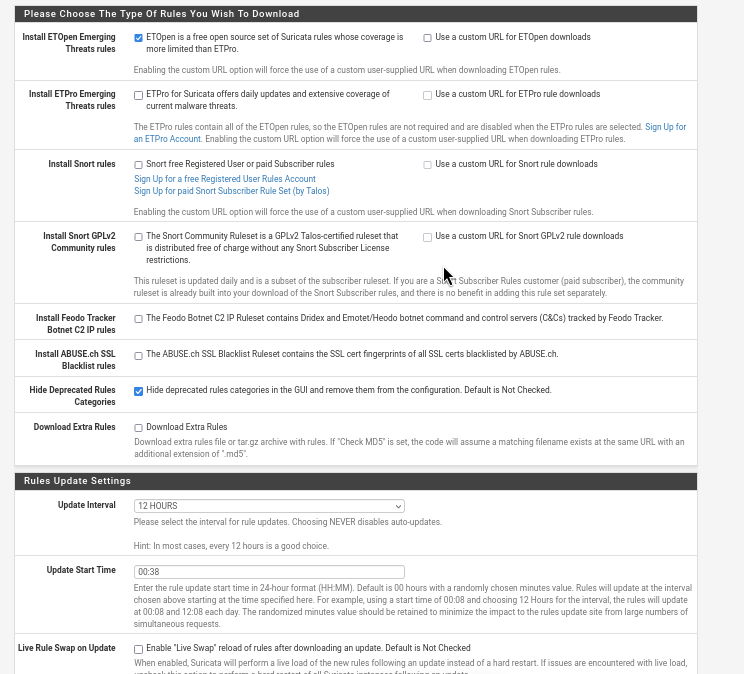 Please Choose The Type Of Rules You Wish To Download
Install ETOpen Emerging
Threats rules
ETOpen is a free open source set of Suricata rules whose coverage is
more limited than ETPro.
Use a custom URL for ETOpen downloads
Enabling the custom URL option will force the use of a custom user-supplied URL when downloading ETOpen rules.
Install ETPro Emerging
Threats rules
ETPro for Suricata offers daily updates and extensive coverage of
current malware threats.
Use a custom URL for ETPro rule downloads
The ETPro rules contain all of the ETOpen rules, so the ETOpen rules are not required and are disabled when the ETPro rules are selected. Sign Up for
an ETPro Account. Enabling the custom URL option will force the use of a custom user-supplied URL when downloading ETPro rules.
Install Snort rules
Snort free Registered User or paid Subscriber rules
Use a custom URL for Snort rule downloads
Sign Up for a free Registered User Rules Account
Sign Up for paid Snort Subscriber Rule Set (by Talos)
Enabling the custom URL option will force the use of a custom user-supplied URL when downloading Snort Subscriber rules.
Install Snort GPLv2
Community rules
The Snort Community Ruleset is a GPLv2 Talos-certified ruleset that
is distributed free of charge without any Snort Subscriber License
restrictions.
Use a custom URL for Snort GPLv2 rule downloads
This ruleset is updated daily and is a subset of the subscriber ruleset. If you are a Snort Subscriber Rules customer (paid subscriber), the community
ruleset is already built into your download of the Snort Subscriber rules, and there is no benefit in adding this rule set separately.
Install Feodo Tracker
Botnet C2 IP rules
The Feodo Botnet C2 IP Ruleset contains Dridex and Emotet/Heodo botnet command and control servers (C&Cs) tracked by Feodo Tracker.
Install ABUSE.ch SSL
Blacklist rules
The ABUSE.ch SSL Blacklist Ruleset contains the SSL cert fingerprints of all SSL certs blacklisted by ABUSE.ch.
Hide Deprecated Rules
Categories
Hide deprecated rules categories in the GUI and remove them from the configuration. Default is Not Checked.
Download Extra Rules
Download Extra Rules
Download extra rules file or tar.gz archive with rules. If "Check MD5" is set, the code will assume a matching filename exists at the same URL with an
additional extension of ".md5".
Rules Update Settings
Update Interval
12 HOURS
Please select the interval for rule updates. Choosing NEVER disables auto-updates.
Hint: In most cases, every 12 hours is a good choice.
Update Start Time
00:38
Enter the rule update start time in 24-hour format (HH:MM). Default is 00 hours with a randomly chosen minutes value. Rules will update at the interval
chosen above starting at the time specified here. For example, using a start time of 00:08 and choosing 12 Hours for the interval, the rules will update
at 00:08 and 12:08 each day. The randomized minutes value should be retained to minimize the impact to the rules update site from large numbers of
simultaneous requests.
Live Rule Swap on Update
Enable "Live Swap" reload of rules after downloading an update. Default is Not Checked
When enabled, Suricata will perform a live load of the new rules following an update instead of a hard restart. If issues are encountered with live load,